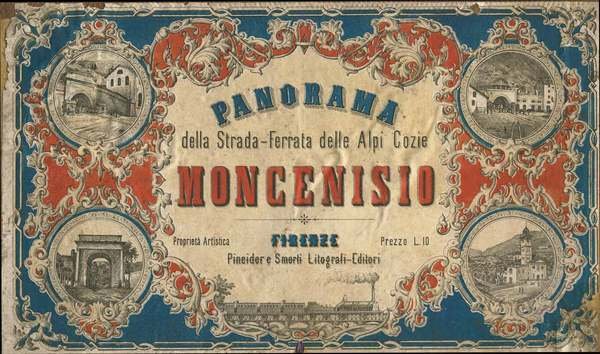 PANORAMA
della Strada-Ferrata delle Alpi Cozie
MONCENISIO
Proprietà Artistica
FIRENZE
Prezzo L.10
Pineider e Smorti Litografi-Editori